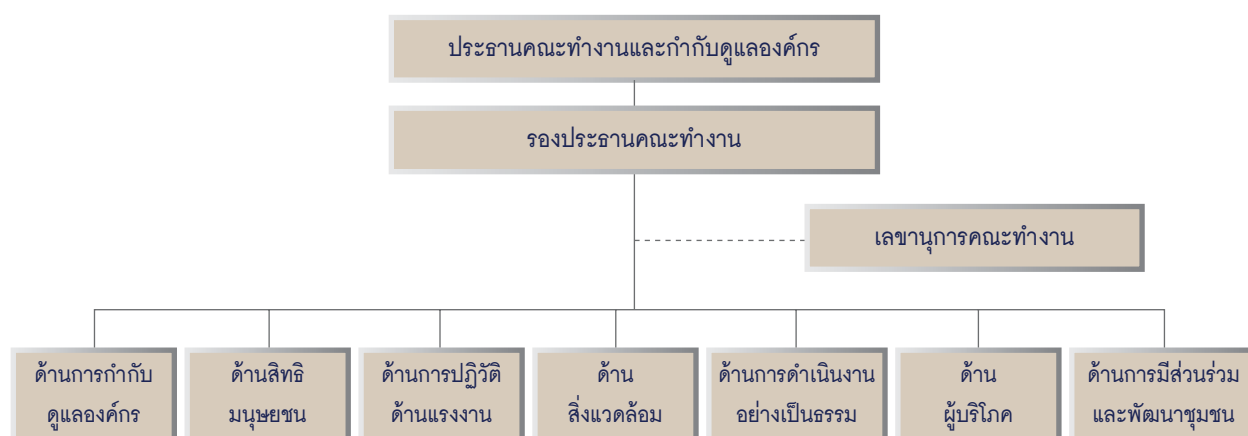 ประธานคณะทำงานและกำกับดูแลองค์กร
รองประธานคณะทำงาน
เลขานุการคณะทำงาน
ด้านการกำกับ
ดูแลองค์กร
ด้านสิทธิ
มนุษยชน
ด้านการปฏิวัติ
ด้านแรงงาน
ด้าน
สิ่งแวดล้อม
ด้านการดำเนินงาน
อย่างเป็นธรรม
ด้าน
ผู้บริโภค
ด้านการมีส่วนร่วม
และพัฒนาชุมชน